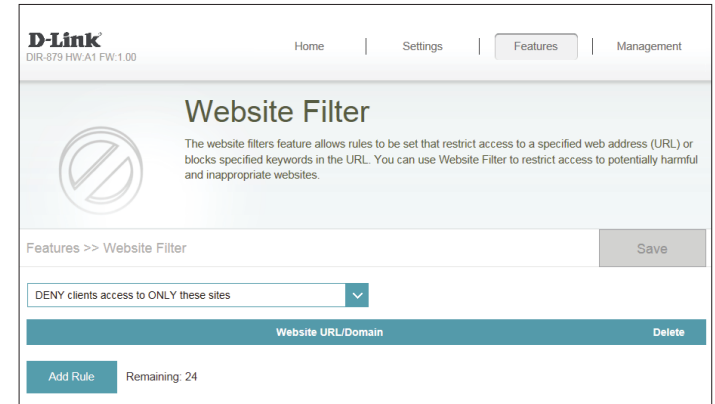 D-Link
DIR-879 HW:A1 FW:1.00
Home
Settings
Features
Management
Website Filter
The website filters feature allows rules to be set that restrict access to a specified web address (URL) or
blocks specified keywords in the URL. You can use Website Filter to restrict access to potentially harmful
and inappropriate websites.
Features >> Website Filter
Save
DENY clients access to ONLY these sites
Website URL/Domain
Delete
Add Rule
Remaining: 24